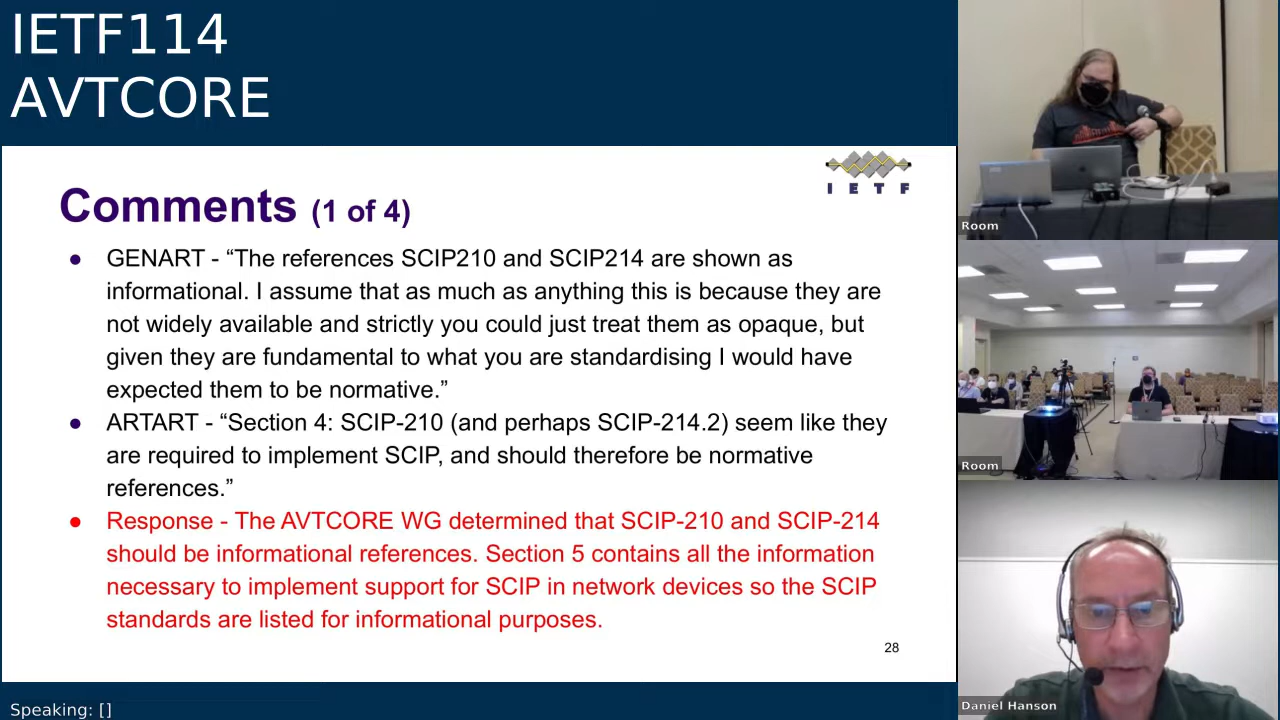 IETF114
AVTCORE
I E T F
Comments (1 of 4)
● GENART - “The references SCIP210 and SCIP214 are shown as
informational. I assume that as much as anything this is because they are
not widely available and strictly you could just treat them as opaque, but
given they are fundamental to what you are standardising I would have
expected them to be normative.”
● ARTART - “Section 4: SCIP-210 (and perhaps SCIP-214.2) seem like they
are required to implement SCIP, and should therefore be normative
references.”
● Response - The AVTCORE WG determined that SCIP-210 and SCIP-214
should be informational references. Section 5 contains all the information
necessary to implement support for SCIP in network devices so the SCIP
standards are listed for informational purposes.
28
Speaking: []
Room
Room
Daniel Hanson